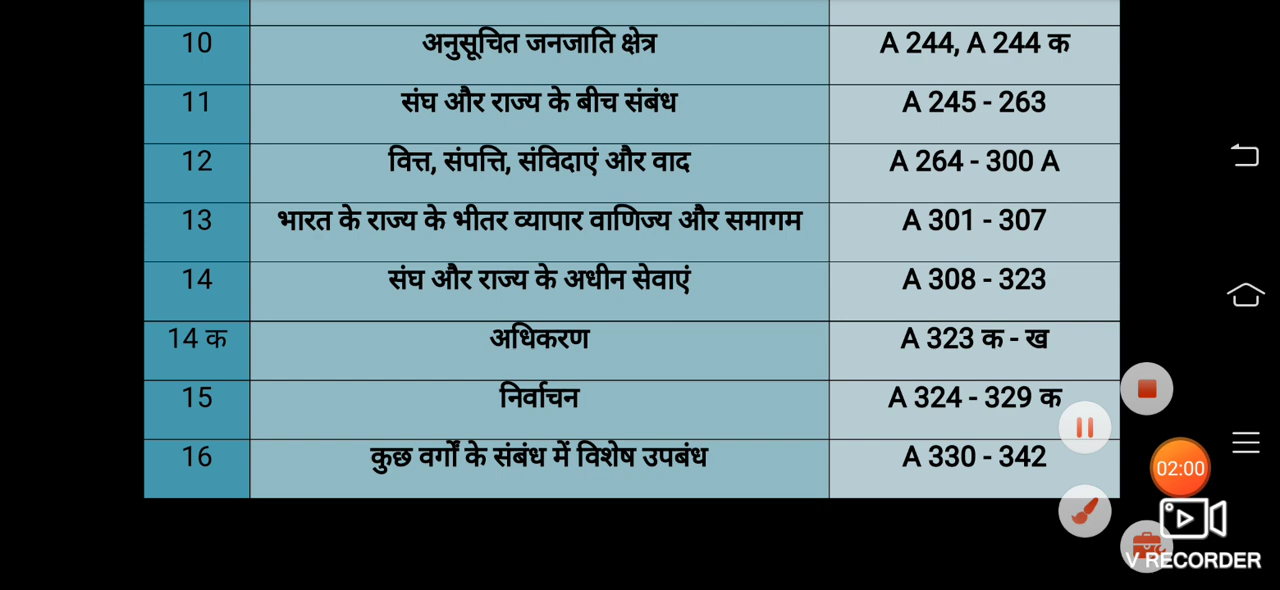 10 अनुसूचित जनजाति क्षेत्र A 244, A 244 क
11 संघ और राज्य के बीच संबंध A 245 - 263
12 वित्त, संपत्ति, संविदाएं और वाद A 264 - 300 A
13 भारत के राज्य के भीतर व्यापार वाणिज्य और समागम A 301 - 307
14 संघ और राज्य के अधीन सेवाएं A 308 - 323
14 क अधिकरण A 323 क - ख
15 निर्वाचन A 324 - 329 क
16 कुछ वर्गों के संबंध में विशेष उपबंध A 330 - 342
02:00
V RECORDER